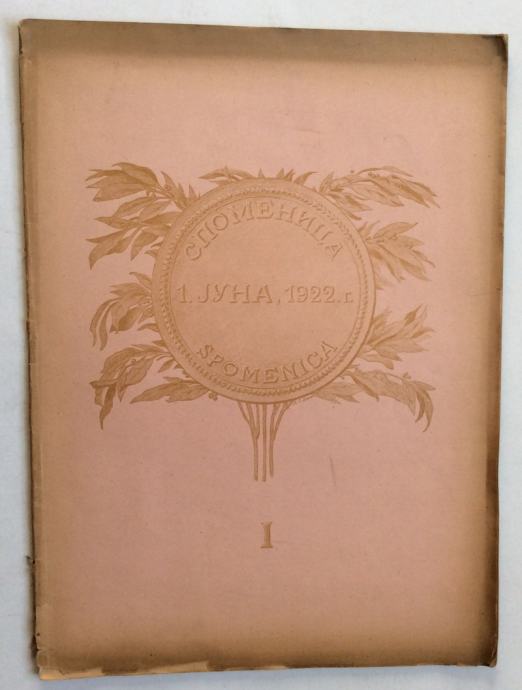 СПОМЕНИЦА
1. ЈУНА, 1922. г.
SPOMENICA
I